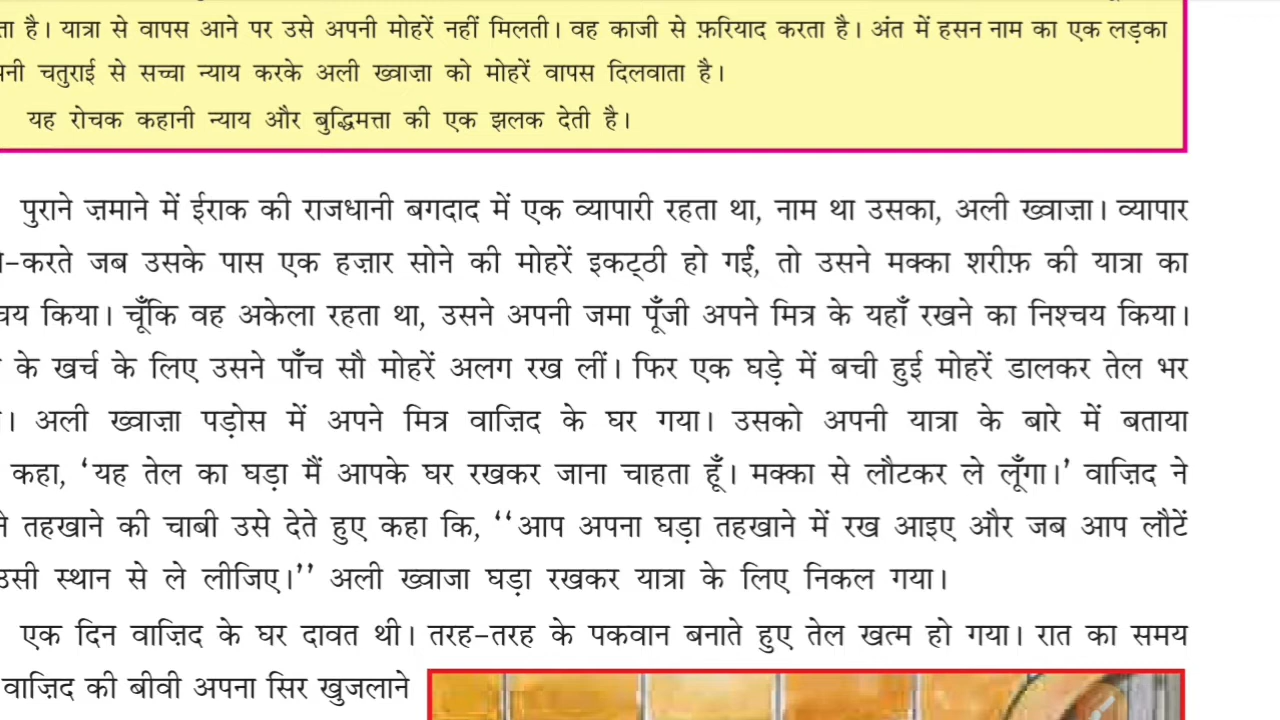 है। यात्रा से वापस आने पर उसे अपनी मोहरें नहीं मिलती। वह काजी से फ़रियाद करता है। अंत में हसन नाम का एक लड़का
चतुराई से सच्चा न्याय करके अली ख्वाज़ा को मोहरें वापस दिलवाता है।
यह रोचक कहानी न्याय और बुद्धिमत्ता की एक झलक देती है।
पुराने ज़माने में ईराक की राजधानी बगदाद में एक व्यापारी रहता था, नाम था उसका, अली ख्वाज़ा। व्यापार
-करते जब उसके पास एक हज़ार सोने की मोहरें इकट्ठी हो गईं, तो उसने मक्का शरीफ़ की यात्रा का
किया। चूँकि वह अकेला रहता था, उसने अपनी जमा पूँजी अपने मित्र के यहाँ रखने का निश्चय किया।
के खर्च के लिए उसने पाँच सौ मोहरें अलग रख लीं। फिर एक घड़े में बची हुई मोहरें डालकर तेल भर
। अली ख्वाज़ा पड़ोस में अपने मित्र वाज़िद के घर गया। उसको अपनी यात्रा के बारे में बताया
कहा, ‘यह तेल का घड़ा मैं आपके घर रखकर जाना चाहता हूँ। मक्का से लौटकर ले लूँगा।’ वाज़िद ने
तहखाने की चाबी उसे देते हुए कहा कि, ‘‘आप अपना घड़ा तहखाने में रख आइए और जब आप लौटें
उसी स्थान से ले लीजिए।’’ अली ख्वाजा घड़ा रखकर यात्रा के लिए निकल गया।
एक दिन वाज़िद के घर दावत थी। तरह-तरह के पकवान बनाते हुए तेल खत्म हो गया। रात का समय
वाज़िद की बीवी अपना सिर खुजलाने